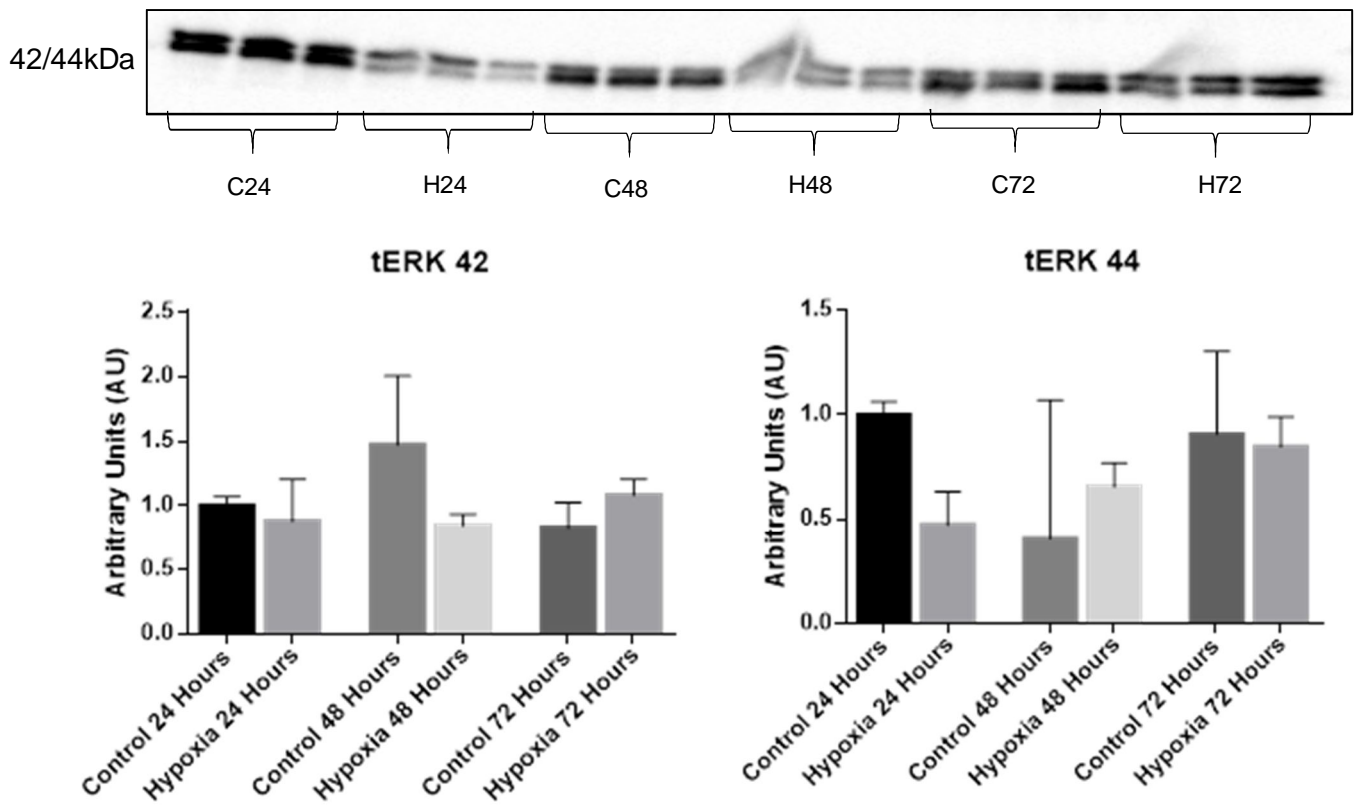 42/44kDa
C24 H24 C48 H48 C72 H72
tERK 42
Arbitrary Units (AU)
2.5
2.0
1.5
1.0
0.5
0.0
Control 24 Hours
Hypoxia 24 Hours
Control 48 Hours
Hypoxia 48 Hours
Control 72 Hours
Hypoxia 72 Hours
tERK 44
Arbitrary Units (AU)
1.5
1.0
0.5
0.0
Control 24 Hours
Hypoxia 24 Hours
Control 48 Hours
Hypoxia 48 Hours
Control 72 Hours
Hypoxia 72 Hours